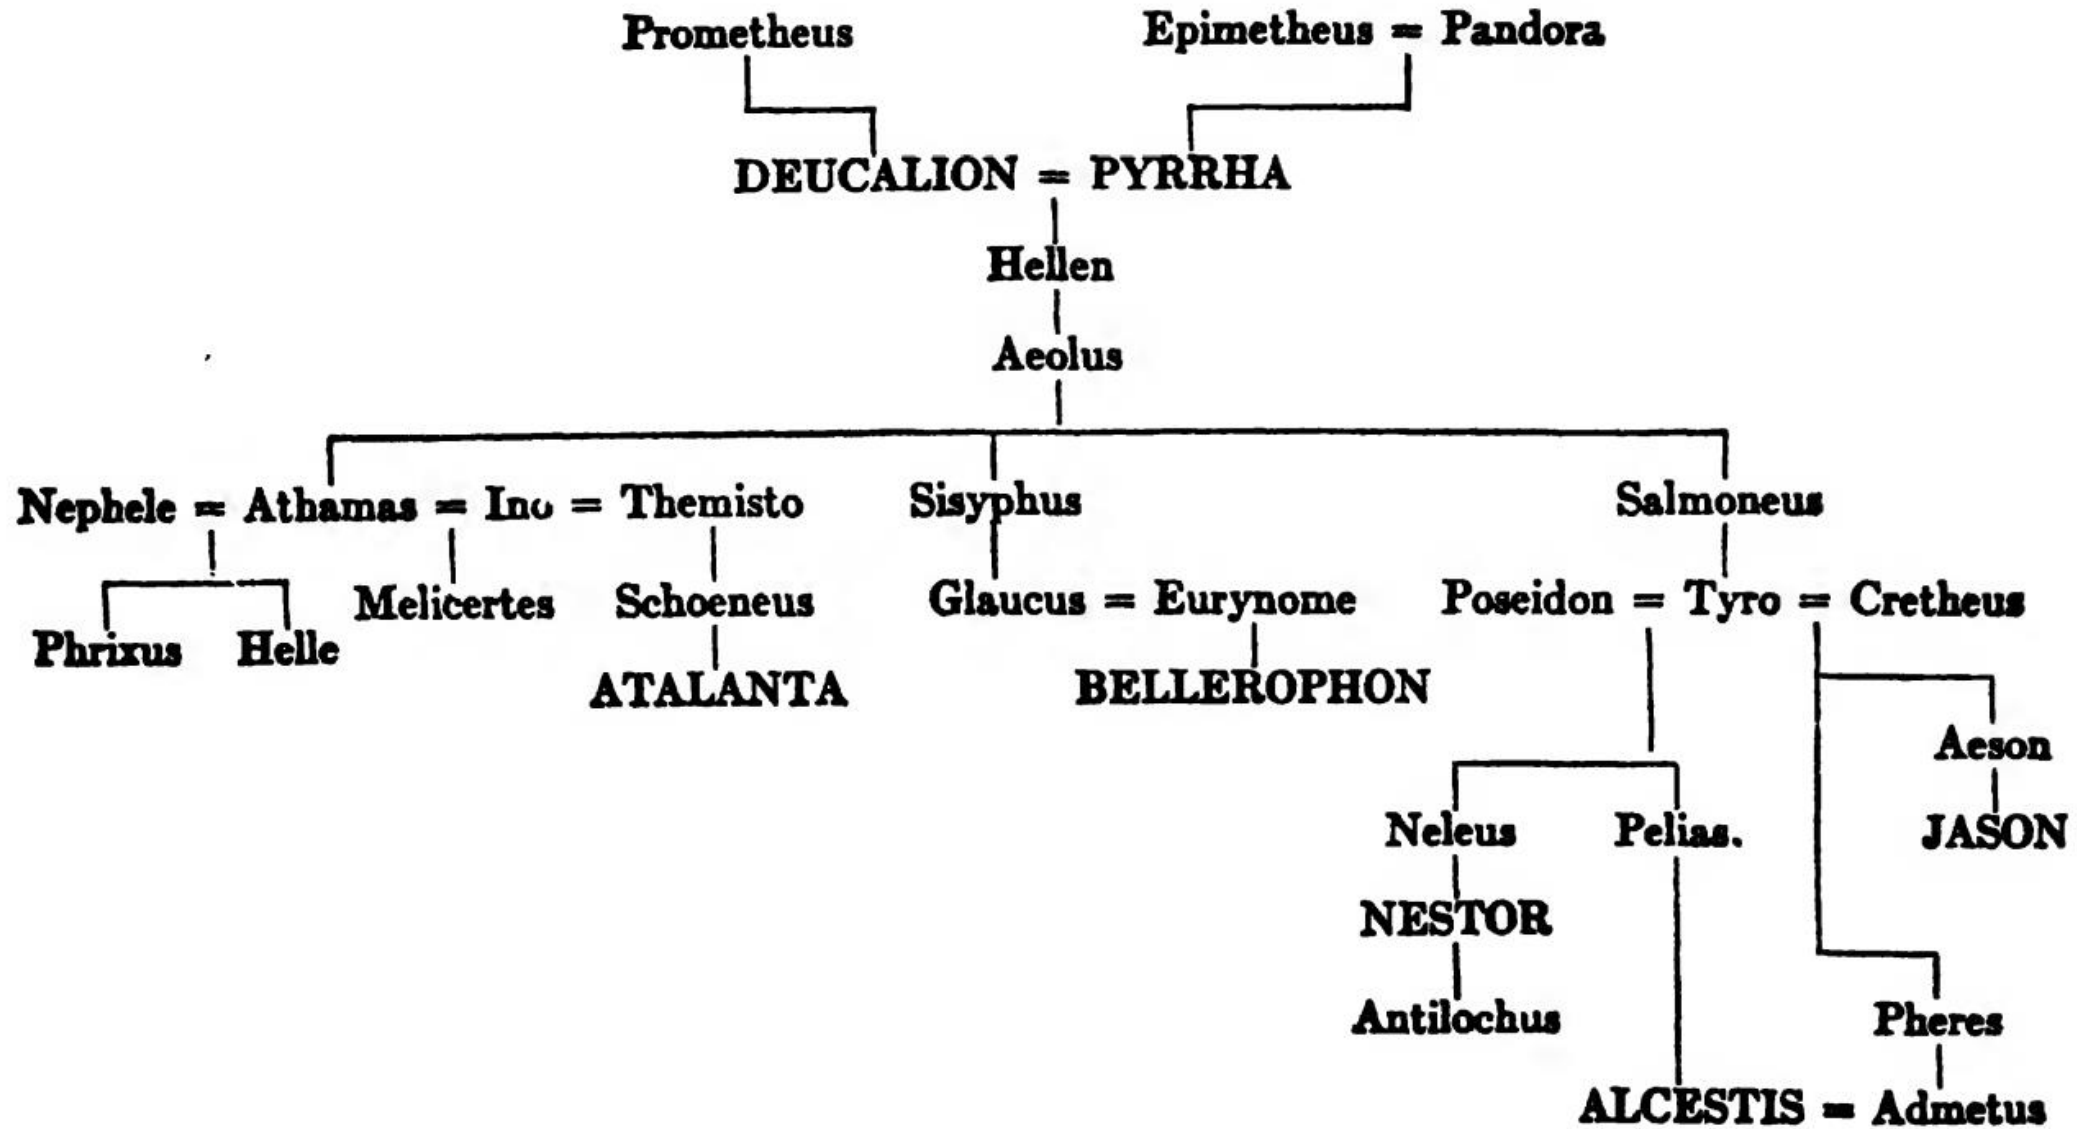 Prometheus Epimetheus = Pandora
DEUCALION = PYRRHA
Hellen
Aeolus
Nephele = Athamas = Ino = Themisto Sisyphus Salmoneus
Melicertes Schoeneus Glaucus = Eurynome Poseidon = Tyro = Cretheus
Phrixus Helle
ATALANTA BELLEROPHON
Aeson
Neleus Pelias. JASON
NESTOR
Antilochus Pheres
ALCESTIS = Admetus